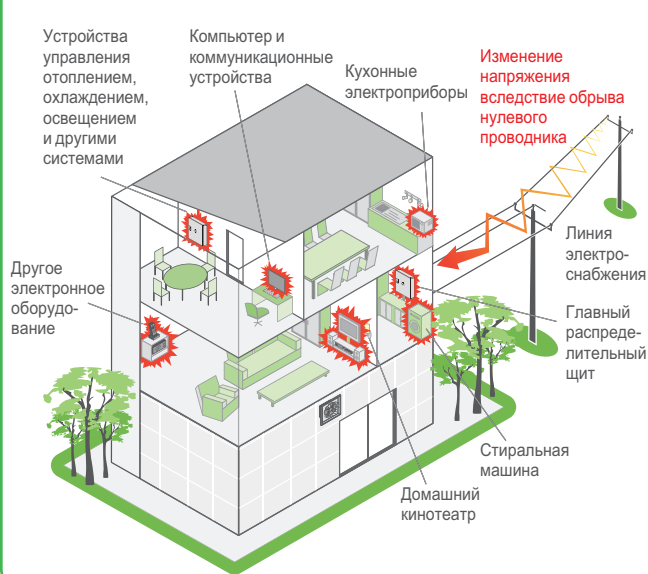 Устройства
управления
отоплением,
охлаждением,
освещением
и другими
системами
Компьютер и
коммуникационные
устройства
Кухонные
электроприборы
Изменение
напряжения
вследствие обрыва
нулевого
проводника
Линия
электро-
снабжения
Другое
электронное
оборудо-
вание
Главный
распреде-
лительный
щит
Стиральная
машина
Домашний
кинотеатр